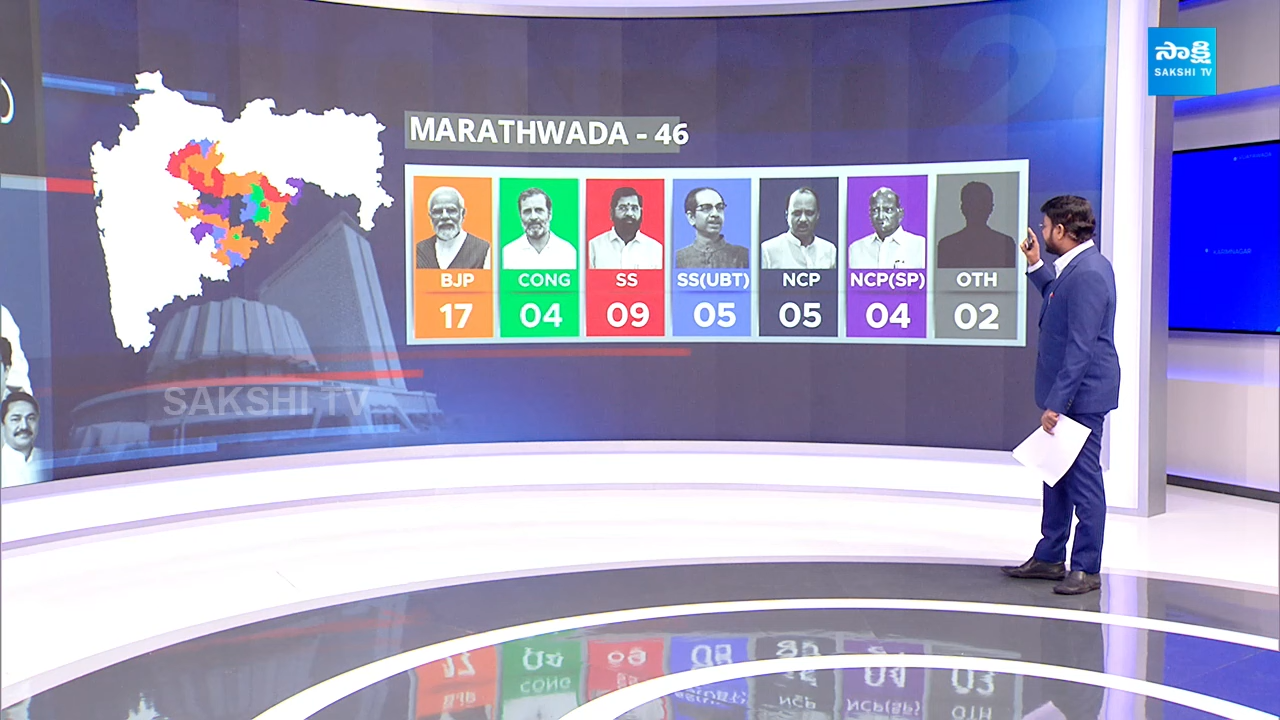 సాక్షి
SAKSHI TV
MARATHWADA - 46
BJP CONG SS SS(UBT) NCP NCP(SP) OTH
17 04 09 05 05 04 02
KARIMNAGAR
SAKSHI TV